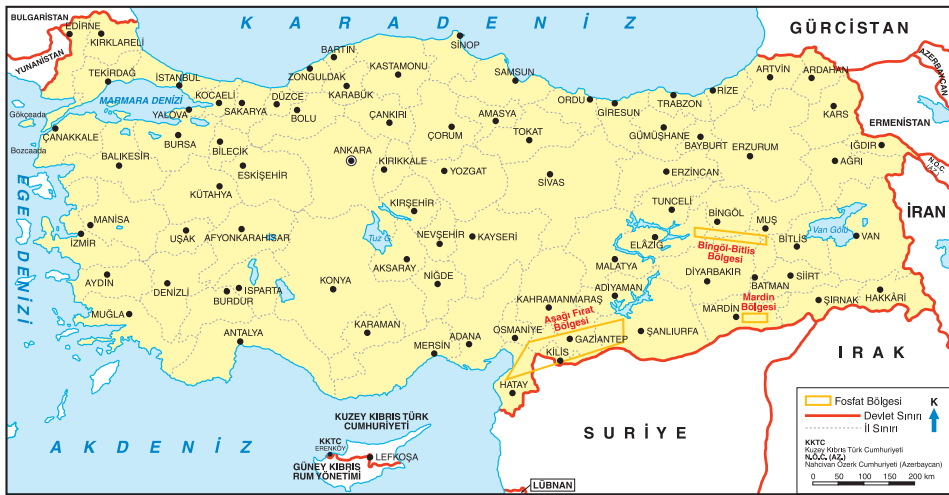 KARADENİZ
BULGARİSTAN
YUNANİSTAN
GÜRCİSTAN
AZERBAYCAN
ERMENİSTAN
N.Ö.C.
(AZ.)
İRAN
EDİRNE
KIRKLARELİ
TEKİRDAĞ
İSTANBUL
MARMARA DENİZİ
KOCAELİ
YALOVA
SAKARYA
DÜZCE
BOLU
ZONGULDAK
BARTIN
KARABÜK
KASTAMONU
SİNOP
SAMSUN
ÇANKIRI
ÇORUM
AMASYA
TOKAT
ORDU
GİRESUN
TRABZON
RİZE
ARTVİN
ARDAHAN
KARS
IĞDIR
AĞRI
GÜMÜŞHANE
BAYBURT
ERZURUM
ERZİNCAN
Gökçeada
ÇANAKKALE
Bozcaada
BALIKESİR
BURSA
BİLECİK
ESKİŞEHİR
KÜTAHYA
ANKARA
KIRIKKALE
YOZGAT
SİVAS
KIRŞEHİR
TUNCELİ
BİNGÖL
MUŞ
EGE DENİZİ
MANİSA
İZMİR
UŞAK
AFYONKARAHİSAR
Tuz G.
NEVŞEHİR
KAYSERİ
ELÂZIĞ
Bingöl-Bitlis
Bölgesi
BİTLİS
Van Gölü
VAN
AKSARAY
NİĞDE
MALATYA
DİYARBAKIR
BATMAN
SİİRT
AYDIN
DENİZLİ
BURDUR
ISPARTA
KONYA
KAHRAMANMARAŞ
ADIYAMAN
Mardin
Bölgesi
MARDİN
ŞIRNAK
HAKKÂRİ
MUĞLA
ANTALYA
KARAMAN
MERSİN
ADANA
OSMANİYE
Aşağı Fırat
Bölgesi
GAZİANTEP
ŞANLIURFA
KİLİS
HATAY
IRAK
SURİYE
AKDENİZ
KUZEY KIBRIS TÜRK
CUMHURİYETİ
KKTC
ERENKÖY
LEFKOŞA
GÜNEY KIBRIS
RUM YÖNETİMİ
LÜBNAN
Fosfat Bölgesi
K
Devlet Sınırı
İl Sınırı
KKTC
Kuzey Kıbrıs Türk Cumhuriyeti
N.Ö.C. (AZ.)
Nahcivan Özerk Cumhuriyeti (Azerbaycan)
0 50 100 150 200 km